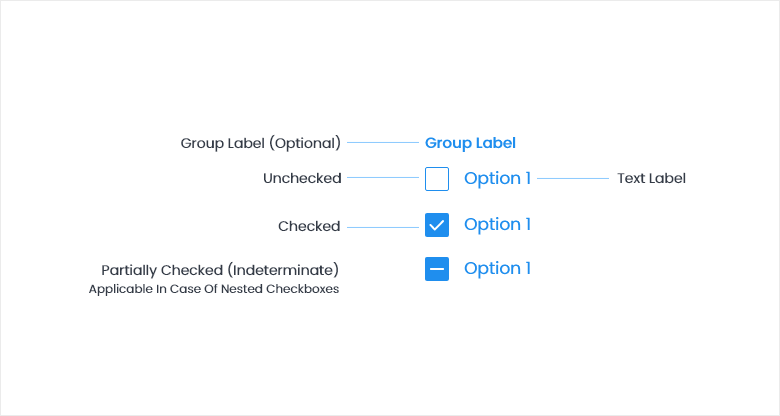 Group Label (Optional) Group Label
Unchecked Option 1 Text Label
Checked Option 1
Partially Checked (Indeterminate) Option 1
Applicable In Case Of Nested Checkboxes